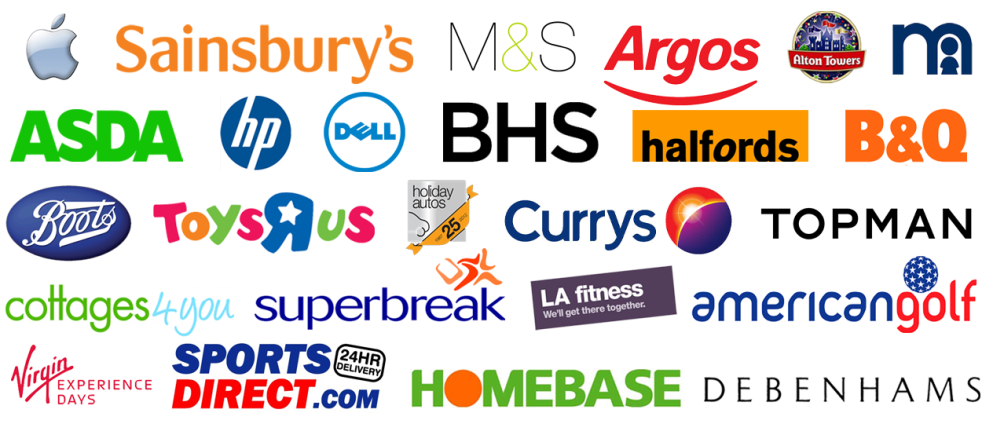 Sainsbury's
M&S
Argos
Alton Towers
m
ASDA
hp
DELL
BHS
halfords
B&Q
Boots
TOYSRUS
holiday
autos
25
Currys
TOPMAN
cottages4you
superbreak
LA fitness
We'll get there together.
americangolf
Virgin
EXPERIENCE
DAYS
SPORTS
DIRECT.COM
24HR
DELIVERY
HOMEBASE
DEBENHAMS